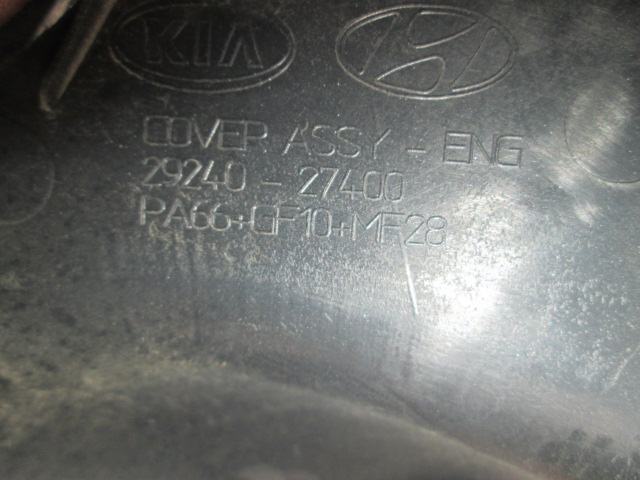 KIA
COVER ASSY - ENG
29240 - 27400
PA66+GF10+MF28